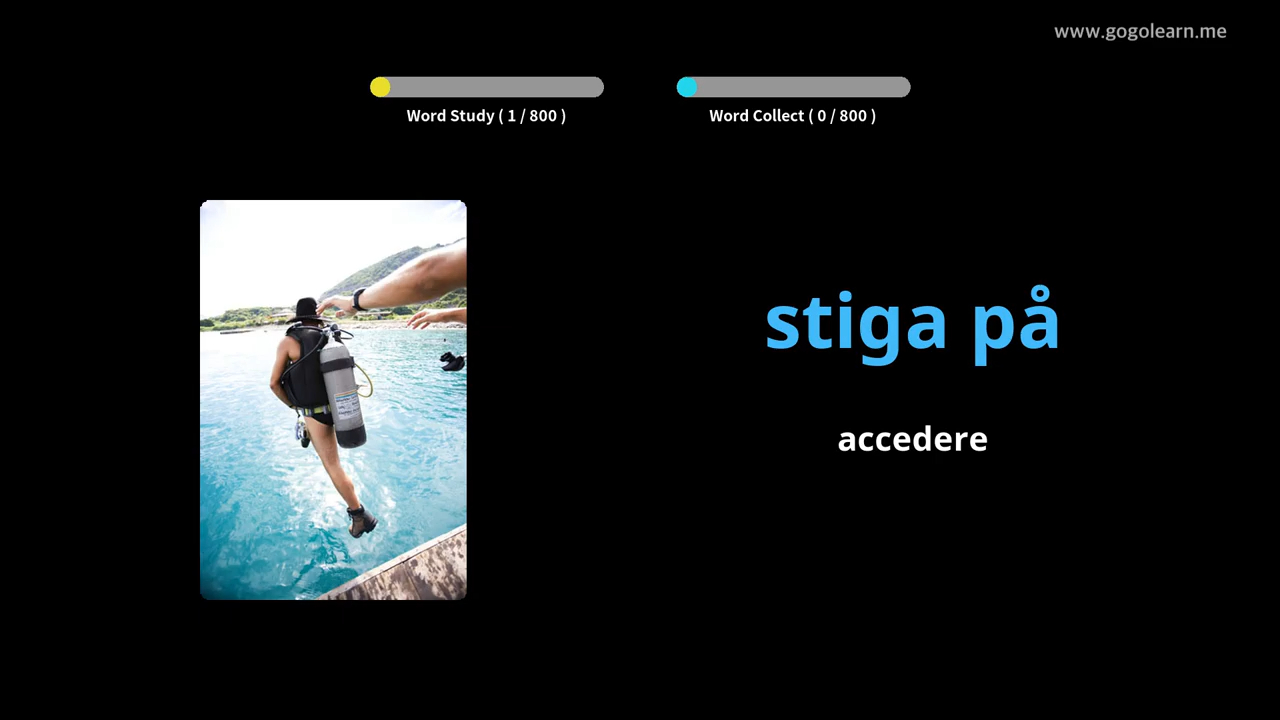 www.gogolearn.me
Word Study ( 1 / 800 )
Word Collect ( 0 / 800 )
stiga på
accedere